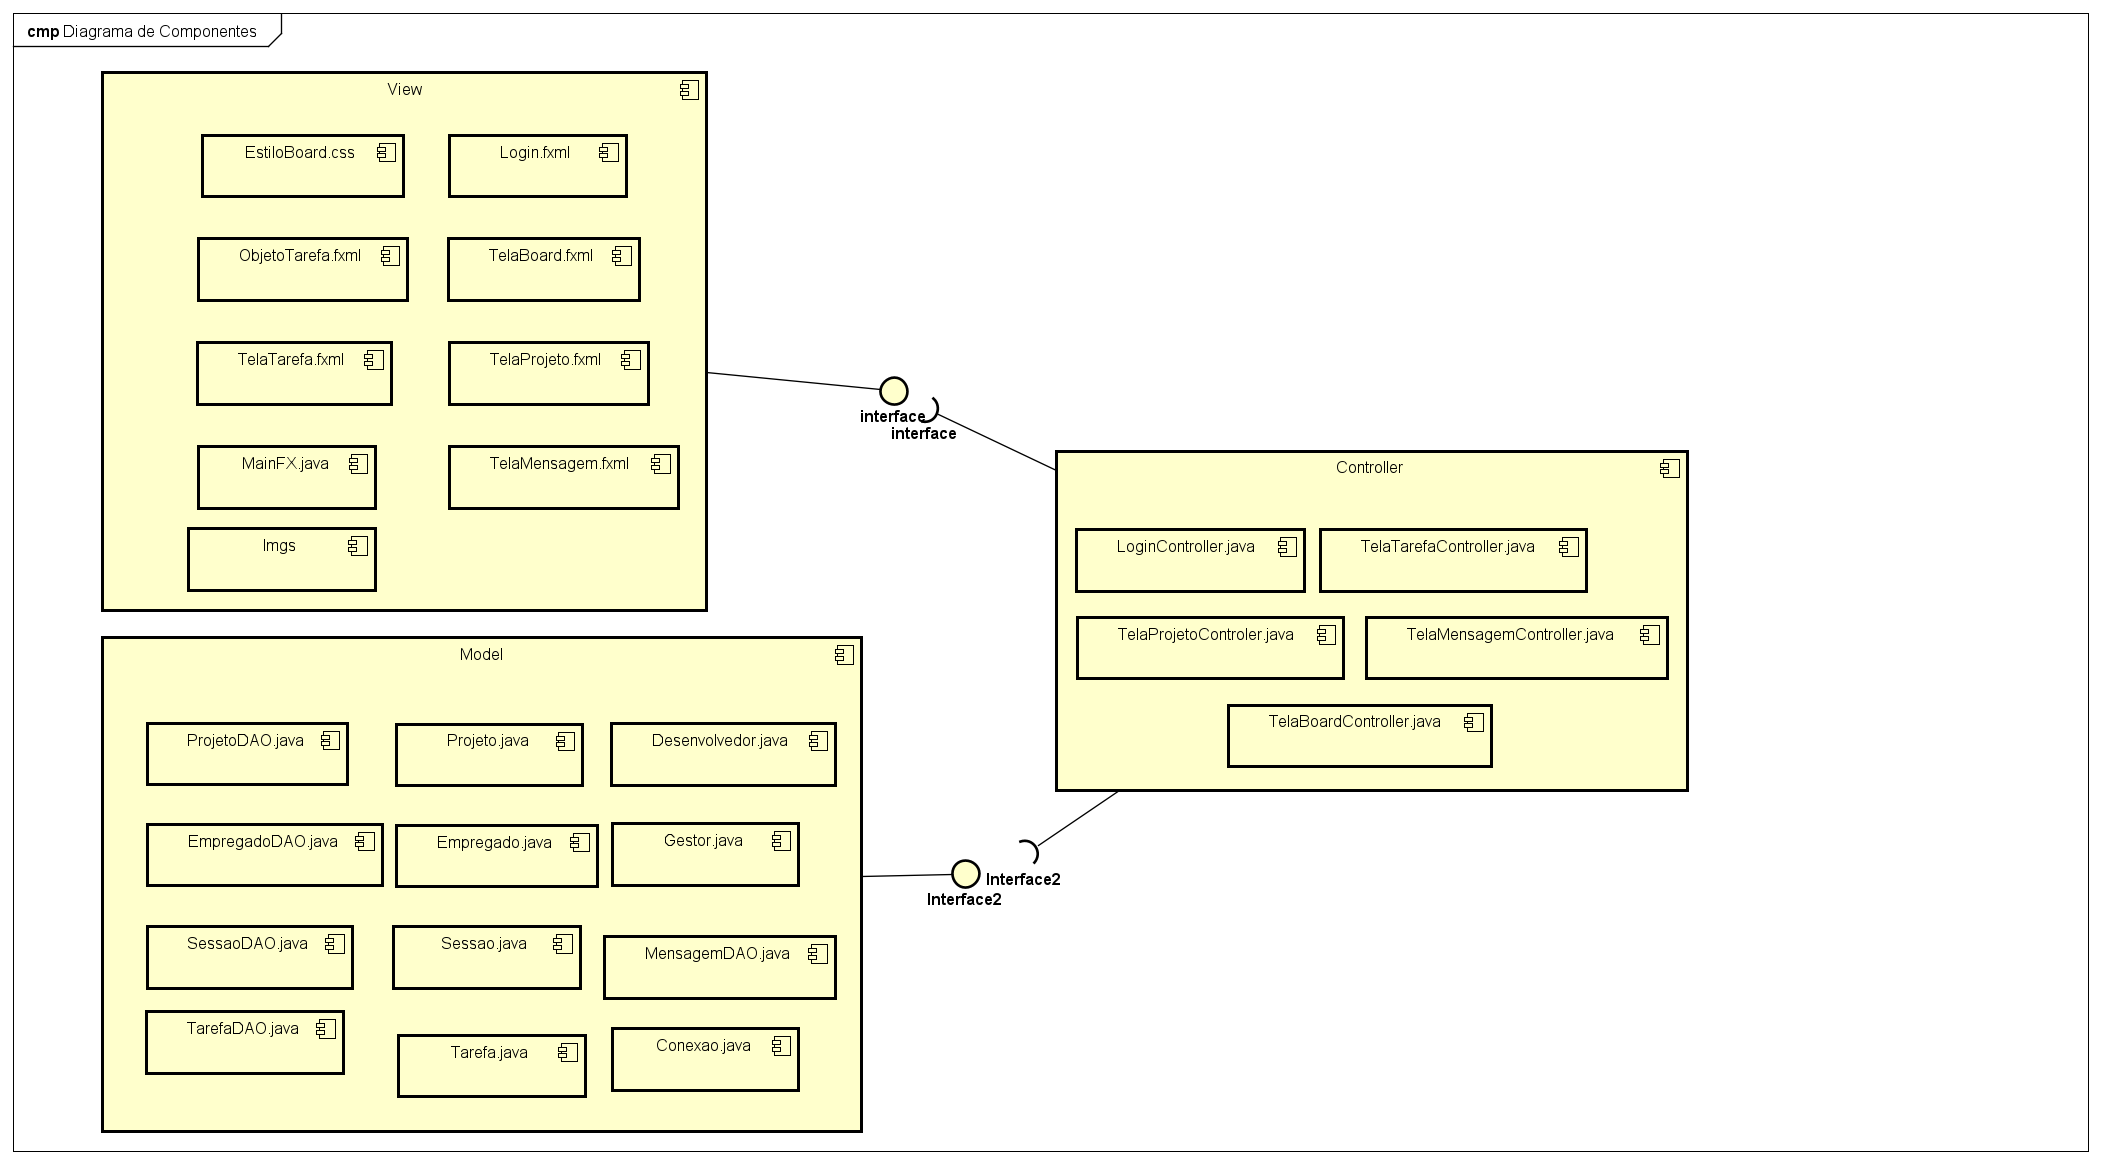 cmp Diagrama de Componentes
View
EstiloBoard.css
Login.fxml
ObjetoTarefa.fxml
TelaBoard.fxml
TelaTarefa.fxml
TelaProjeto.fxml
MainFX.java
TelaMensagem.fxml
Imgs
interface
interface
Controller
LoginController.java
TelaTarefaController.java
TelaProjetoControler.java
TelaMensagemController.java
TelaBoardController.java
Model
ProjetoDAO.java
Projeto.java
Desenvolvedor.java
EmpregadoDAO.java
Empregado.java
Gestor.java
SessaoDAO.java
Sessao.java
MensagemDAO.java
TarefaDAO.java
Tarefa.java
Conexao.java
Interface2
Interface2